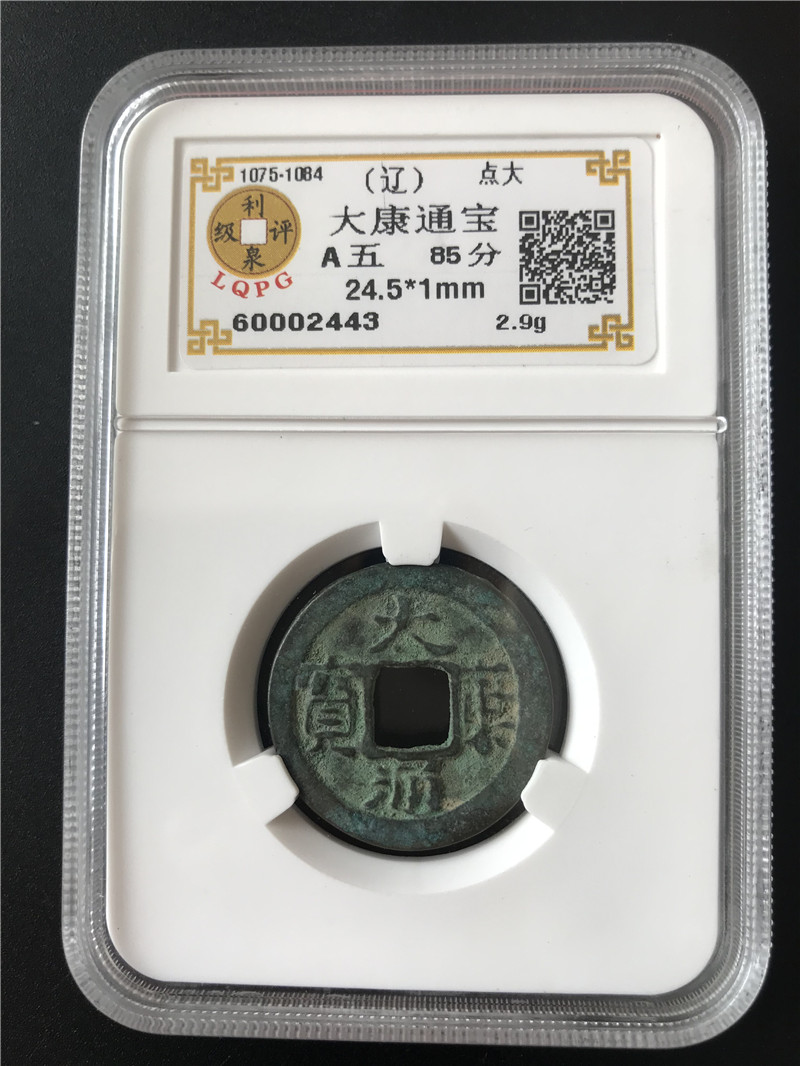 1075-1084 （辽） 点大
利泉评级
LQPG
大康通宝
A五 85分
24.5*1mm
60002443 2.9g
大康通寶